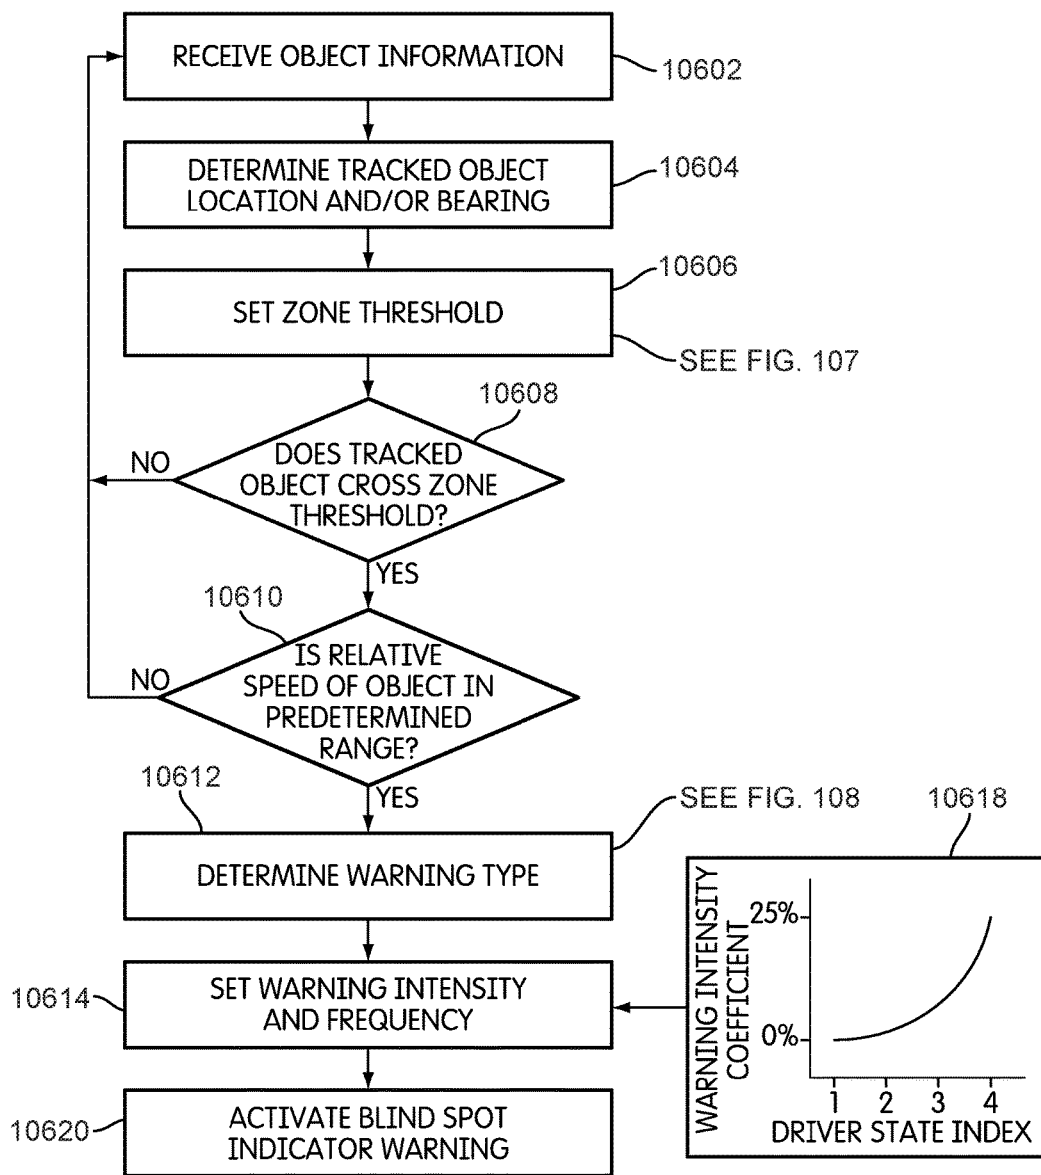 RECEIVE OBJECT INFORMATION
10602
DETERMINE TRACKED OBJECT
LOCATION AND/OR BEARING
10604
10606
SET ZONE THRESHOLD
SEE FIG. 107
10608
DOES TRACKED
OBJECT CROSS ZONE
THRESHOLD?
NO
YES
10610
IS RELATIVE
SPEED OF OBJECT IN
PREDETERMINED
RANGE?
NO
YES
10612
SEE FIG. 108
DETERMINE WARNING TYPE
10614
SET WARNING INTENSITY
AND FREQUENCY
10618
WARNING INTENSITY
COEFFICIENT
25%
0%
1 2 3 4
DRIVER STATE INDEX
10620
ACTIVATE BLIND SPOT
INDICATOR WARNING